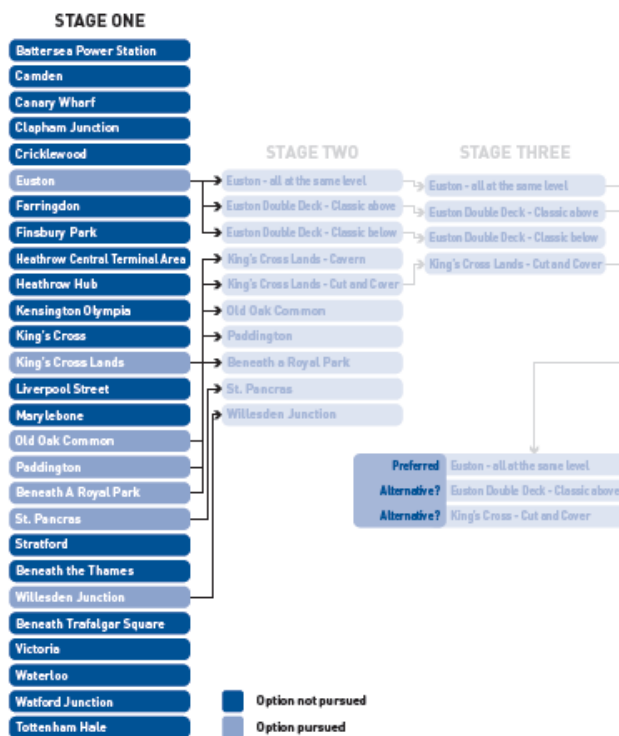 STAGE ONE
Battersea Power Station
Camden
Canary Wharf
Clapham Junction
Cricklewood
Euston
Farringdon
Finsbury Park
Heathrow Central Terminal Area
Heathrow Hub
Kensington Olympia
King's Cross
King's Cross Lands
Liverpool Street
Marylebone
Old Oak Common
Paddington
Beneath A Royal Park
St. Pancras
Stratford
Beneath the Thames
Willesden Junction
Beneath Trafalgar Square
Victoria
Waterloo
Watford Junction
Tottenham Hale
STAGE TWO
Euston - all at the same level
Euston Double Deck - Classic above
Euston Double Deck - Classic below
King's Cross Lands - Cavern
King's Cross Lands - Cut and Cover
Old Oak Common
Paddington
Beneath a Royal Park
St. Pancras
Willesden Junction
STAGE THREE
Euston - all at the same level
Euston Double Deck - Classic above
Euston Double Deck - Classic below
King's Cross Lands - Cut and Cover
Preferred Euston - all at the same level
Alternative? Euston Double Deck - Classic above
Alternative? King's Cross - Cut and Cover
Option not pursued
Option pursued